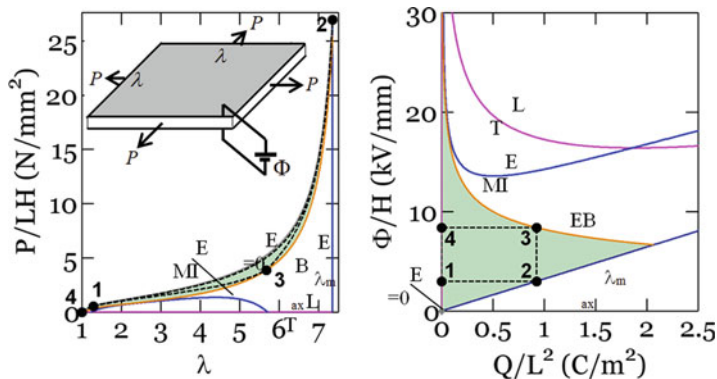 P/LH (N/mm²)
25
20
15
10
5
0
1 2 3 4 5 6 7
λ
P
λ
λ
P
P
P
Φ
2
1
4
3
E
=0
E
B
E
MI
λm
ax L
T
Φ/H (kV/mm)
30
20
10
0
0 0.5 1 1.5 2 2.5
Q/L² (C/m²)
L
T
E
MI
EB
4
3
1
2
E
=0
λm
ax